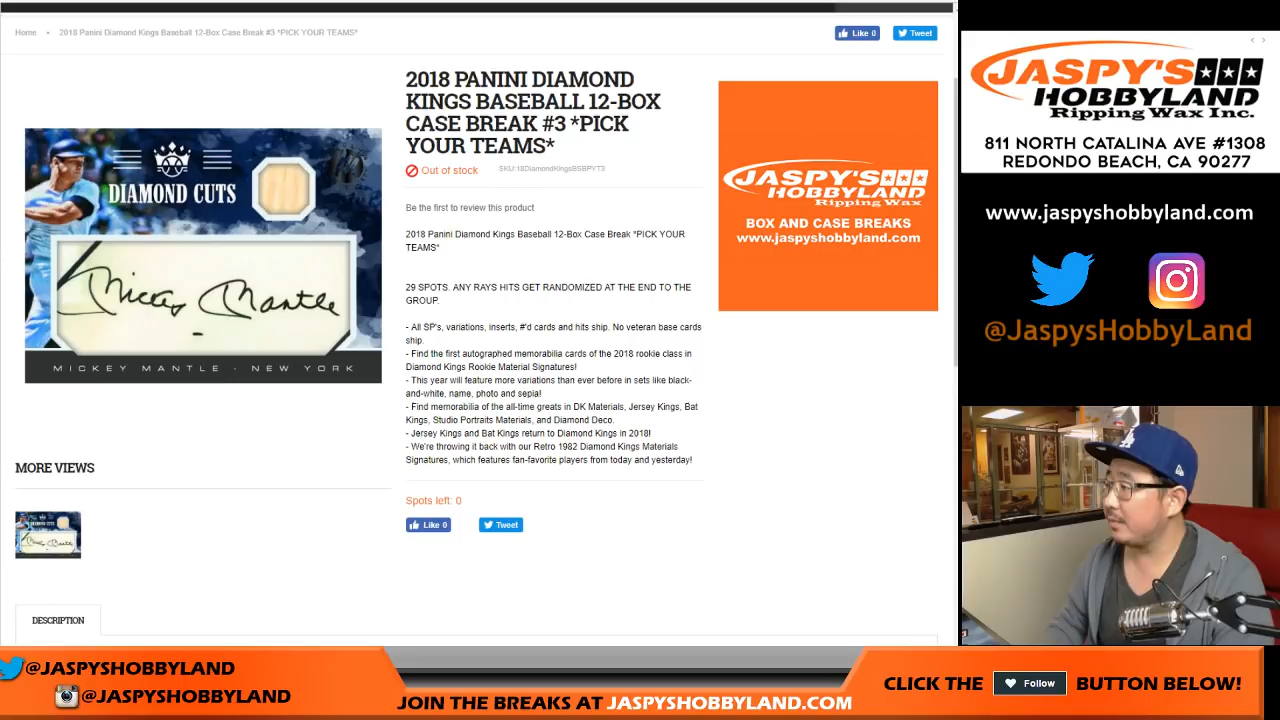 Home • 2018 Panini Diamond Kings Baseball 12-Box Case Break #3 *PICK YOUR TEAMS*
Like 0
Tweet
DIAMOND CUTS
Mickey Mantle
MICKEY MANTLE · NEW YORK
2018 PANINI DIAMOND
KINGS BASEBALL 12-BOX
CASE BREAK #3 *PICK
YOUR TEAMS*
Out of stock
SKU:18DiamondKingsBSBPYT3
Be the first to review this product
2018 Panini Diamond Kings Baseball 12-Box Case Break *PICK YOUR
TEAMS*
29 SPOTS. ANY RAYS HITS GET RANDOMIZED AT THE END TO THE
GROUP.
- All SP's, variations, inserts, #'d cards and hits ship. No veteran base cards
ship.
- Find the first autographed memorabilia cards of the 2018 rookie class in
Diamond Kings Rookie Material Signatures!
- This year will feature more variations than ever before in sets like black-
and-white, name, photo and sepia!
- Find memorabilia of the all-time greats in DK Materials, Jersey Kings, Bat
Kings, Studio Portraits Materials, and Diamond Deco.
- Jersey Kings and Bat Kings return to Diamond Kings in 2018!
- We're throwing it back with our Retro 1982 Diamond Kings Materials
Signatures, which features fan-favorite players from today and yesterday!
Spots left: 0
Like 0
Tweet
MORE VIEWS
DESCRIPTION
JASPY'S
HOBBYLAND
Ripping Wax
BOX AND CASE BREAKS
www.jaspyshobbyland.com
JASPY'S
HOBBYLAND
Ripping Wax Inc.
811 NORTH CATALINA AVE #1308
REDONDO BEACH, CA 90277
www.jaspyshobbyland.com
@JaspysHobbyLand
LA
@JASPYSHOBBYLAND
@JASPYSHOBBYLAND
JOIN THE BREAKS AT JASPYSHOBBYLAND.COM
CLICK THE Follow BUTTON BELOW!